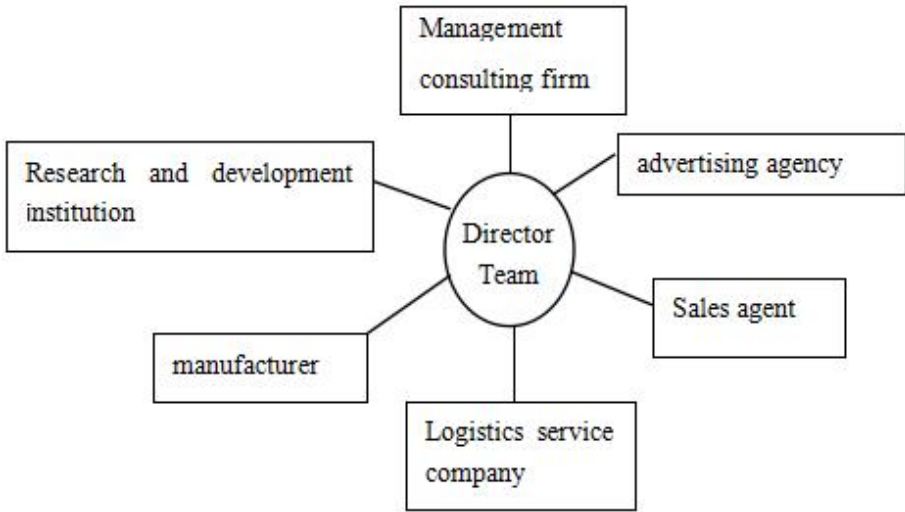 Management
consulting firm
advertising agency
Research and development
institution
Director
Team
Sales agent
manufacturer
Logistics service
company